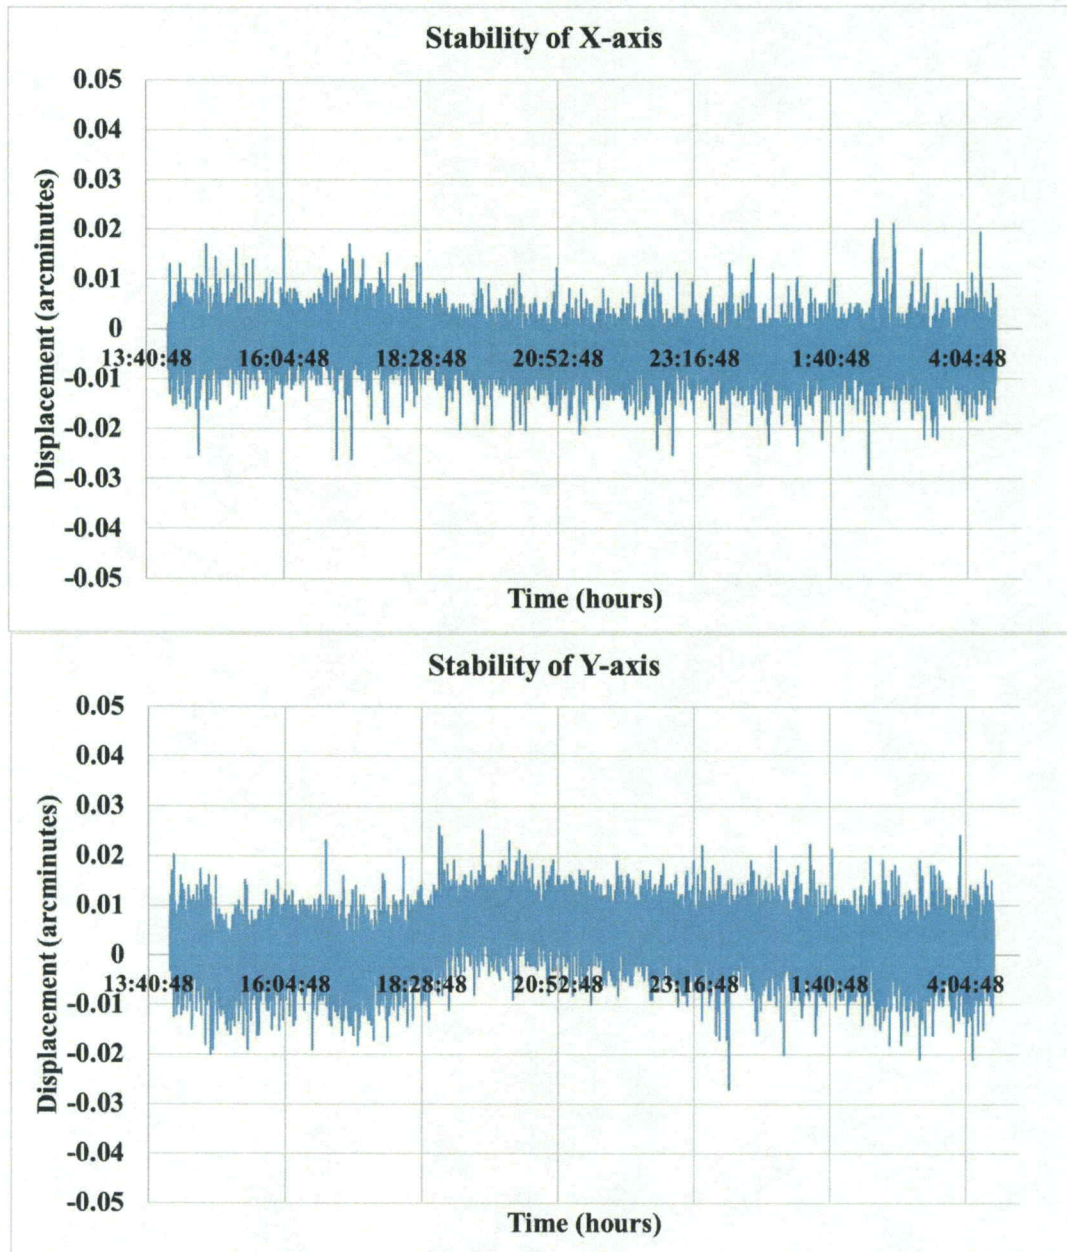 Stability of X-axis
0.05
0.04
0.03
0.02
0.01
0
-0.01
-0.02
-0.03
-0.04
-0.05
Displacement (arcminutes)
13:40:48 16:04:48 18:28:48 20:52:48 23:16:48 1:40:48 4:04:48
Time (hours)
Stability of Y-axis
0.05
0.04
0.03
0.02
0.01
0
-0.01
-0.02
-0.03
-0.04
-0.05
Displacement (arcminutes)
13:40:48 16:04:48 18:28:48 20:52:48 23:16:48 1:40:48 4:04:48
Time (hours)